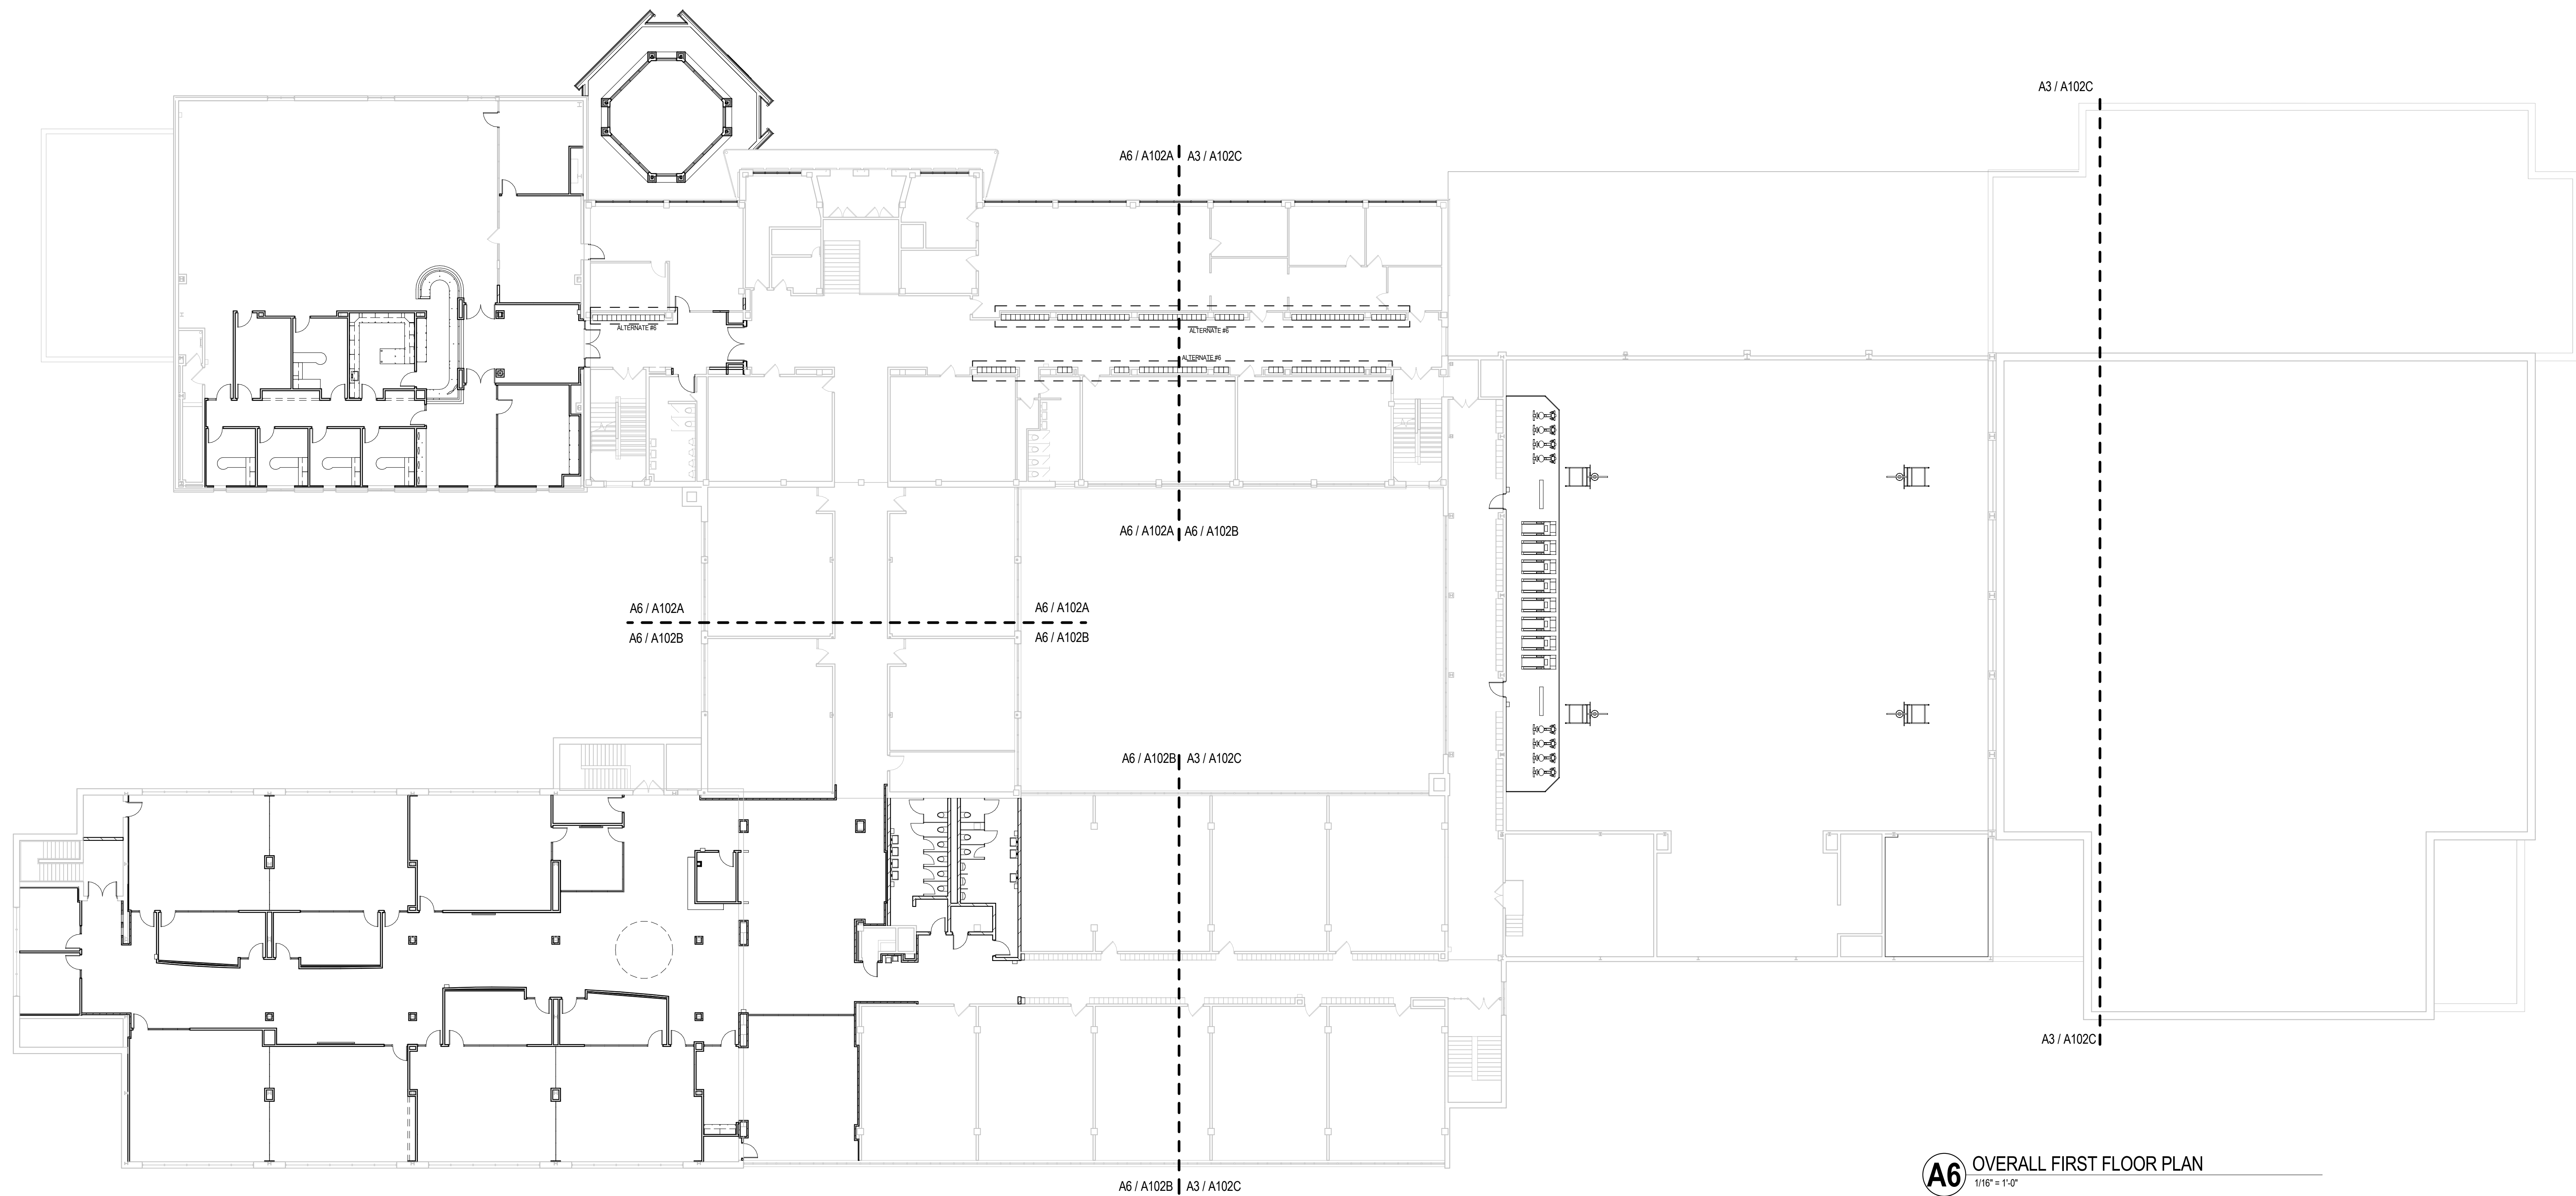 A3 / A102C
A6 / A102A
A3 / A102C
ALTERNATE #6
ALTERNATE #6
ALTERNATE #6
A6 / A102A
A6 / A102B
A6 / A102A
A6 / A102A
A6 / A102B
A6 / A102B
A6 / A102B
A3 / A102C
A3 / A102C
A6
OVERALL FIRST FLOOR PLAN
1/16" = 1'-0"
A6 / A102B
A3 / A102C